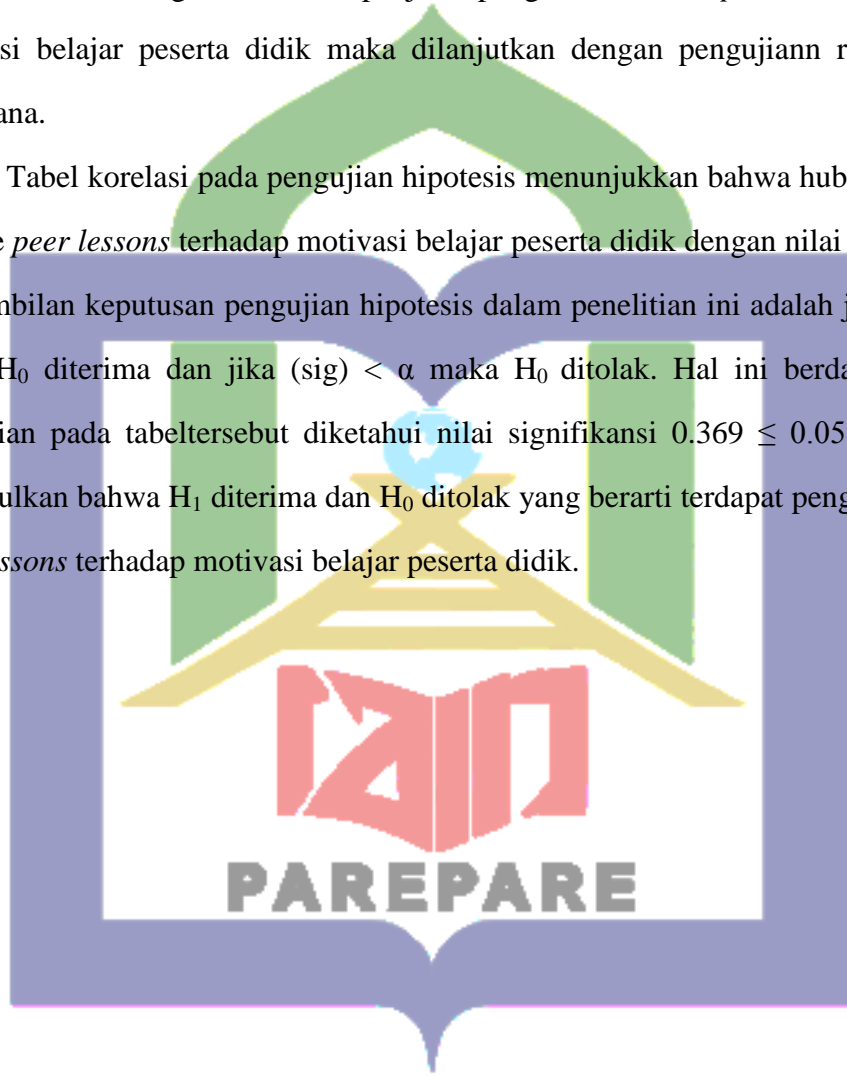 si belajar peserta didik maka dilanjutkan dengan pengujiann r
ana.
Tabel korelasi pada pengujian hipotesis menunjukkan bahwa hub
e peer lessons terhadap motivasi belajar peserta didik dengan nilai
mbilan keputusan pengujian hipotesis dalam penelitian ini adalah j
H₀ diterima dan jika (sig) < α maka H₀ ditolak. Hal ini berda
ian pada tabeltersebut diketahui nilai signifikansi 0.369 ≤ 0.05
ulkan bahwa H₁ diterima dan H₀ ditolak yang berarti terdapat peng
ssons terhadap motivasi belajar peserta didik.
PAREPARE